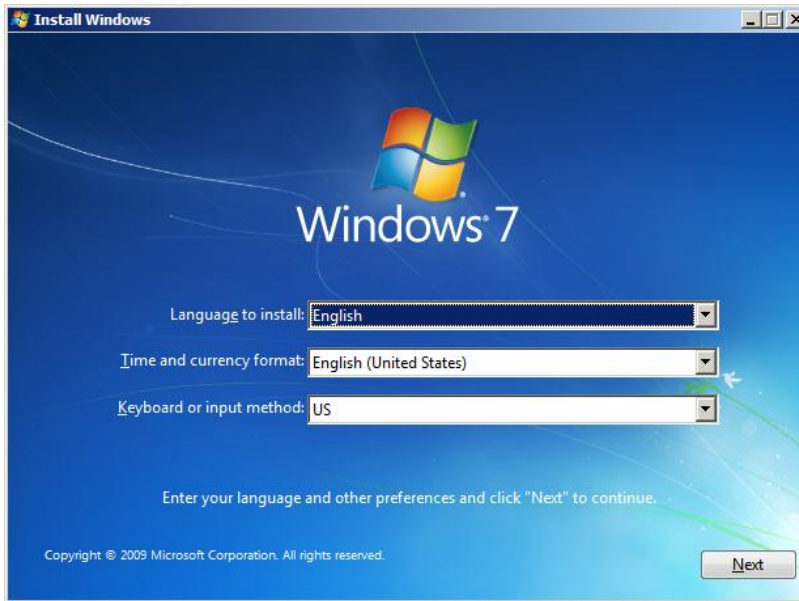 Install Windows
Windows® 7
Language to install: English
Time and currency format: English (United States)
Keyboard or input method: US
Enter your language and other preferences and click "Next" to continue.
Copyright © 2009 Microsoft Corporation. All rights reserved.
Next